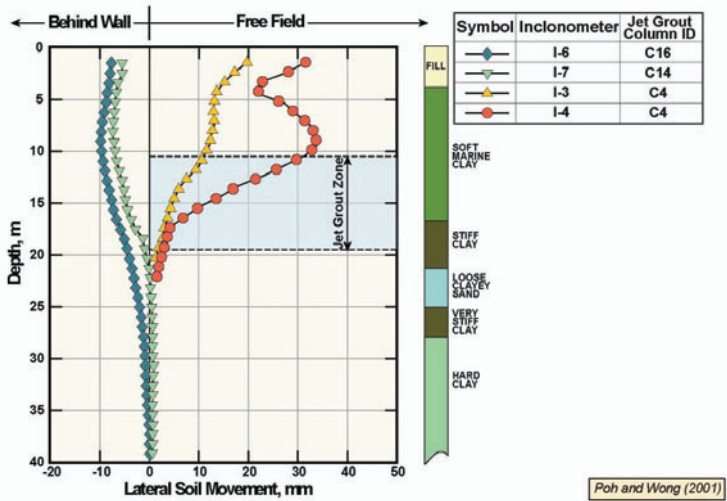 Behind Wall
Free Field
0
5
10
15
20
25
30
35
40
Depth, m
-20 -10 0 10 20 30 40 50
Lateral Soil Movement, mm
Jet Grout Zone
FILL
SOFT
MARINE
CLAY
STIFF
CLAY
LOOSE
CLAYEY
SAND
VERY
STIFF
CLAY
HARD
CLAY
Symbol Inclonometer Jet Grout
Column ID
I-6 C16
I-7 C14
I-3 C4
I-4 C4
Poh and Wong (2001)